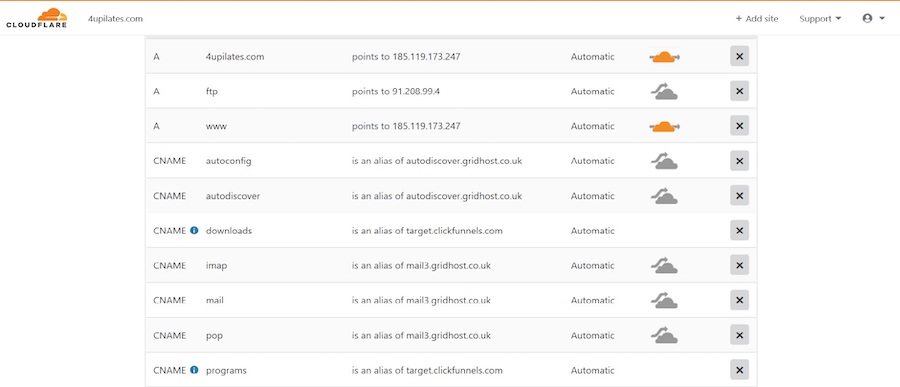 CLOUDFLARE 4upilates.com + Add site Support
A 4upilates.com points to 185.119.173.247 Automatic
A ftp points to 91.208.99.4 Automatic
A www points to 185.119.173.247 Automatic
CNAME autoconfig is an alias of autodiscover.gridhost.co.uk Automatic
CNAME autodiscover is an alias of autodiscover.gridhost.co.uk Automatic
CNAME downloads is an alias of target.clickfunnels.com Automatic
CNAME imap is an alias of mail3.gridhost.co.uk Automatic
CNAME mail is an alias of mail3.gridhost.co.uk Automatic
CNAME pop is an alias of mail3.gridhost.co.uk Automatic
CNAME programs is an alias of target.clickfunnels.com Automatic